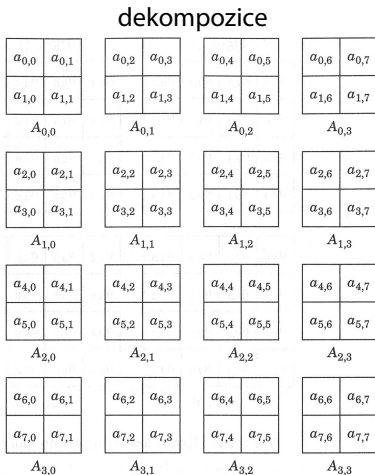 dekompozice
a0,0 a0,1 a0,2 a0,3 a0,4 a0,5 a0,6 a0,7
a1,0 a1,1 a1,2 a1,3 a1,4 a1,5 a1,6 a1,7
A0,0 A0,1 A0,2 A0,3
a2,0 a2,1 a2,2 a2,3 a2,4 a2,5 a2,6 a2,7
a3,0 a3,1 a3,2 a3,3 a3,4 a3,5 a3,6 a3,7
A1,0 A1,1 A1,2 A1,3
a4,0 a4,1 a4,2 a4,3 a4,4 a4,5 a4,6 a4,7
a5,0 a5,1 a5,2 a5,3 a5,4 a5,5 a5,6 a5,7
A2,0 A2,1 A2,2 A2,3
a6,0 a6,1 a6,2 a6,3 a6,4 a6,5 a6,6 a6,7
a7,0 a7,1 a7,2 a7,3 a7,4 a7,5 a7,6 a7,7
A3,0 A3,1 A3,2 A3,3